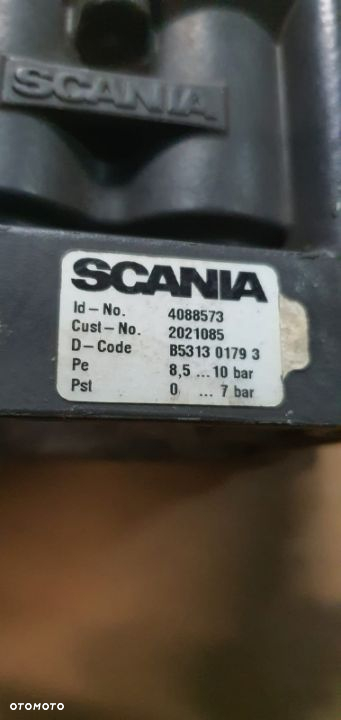 SCANIA
SCANIA
Id-No. 4088573
Cust-No. 2021085
D-Code B5313 0179 3
Pe 8,5 ... 10 bar
Pst 0 ... 7 bar
OTOMOTO